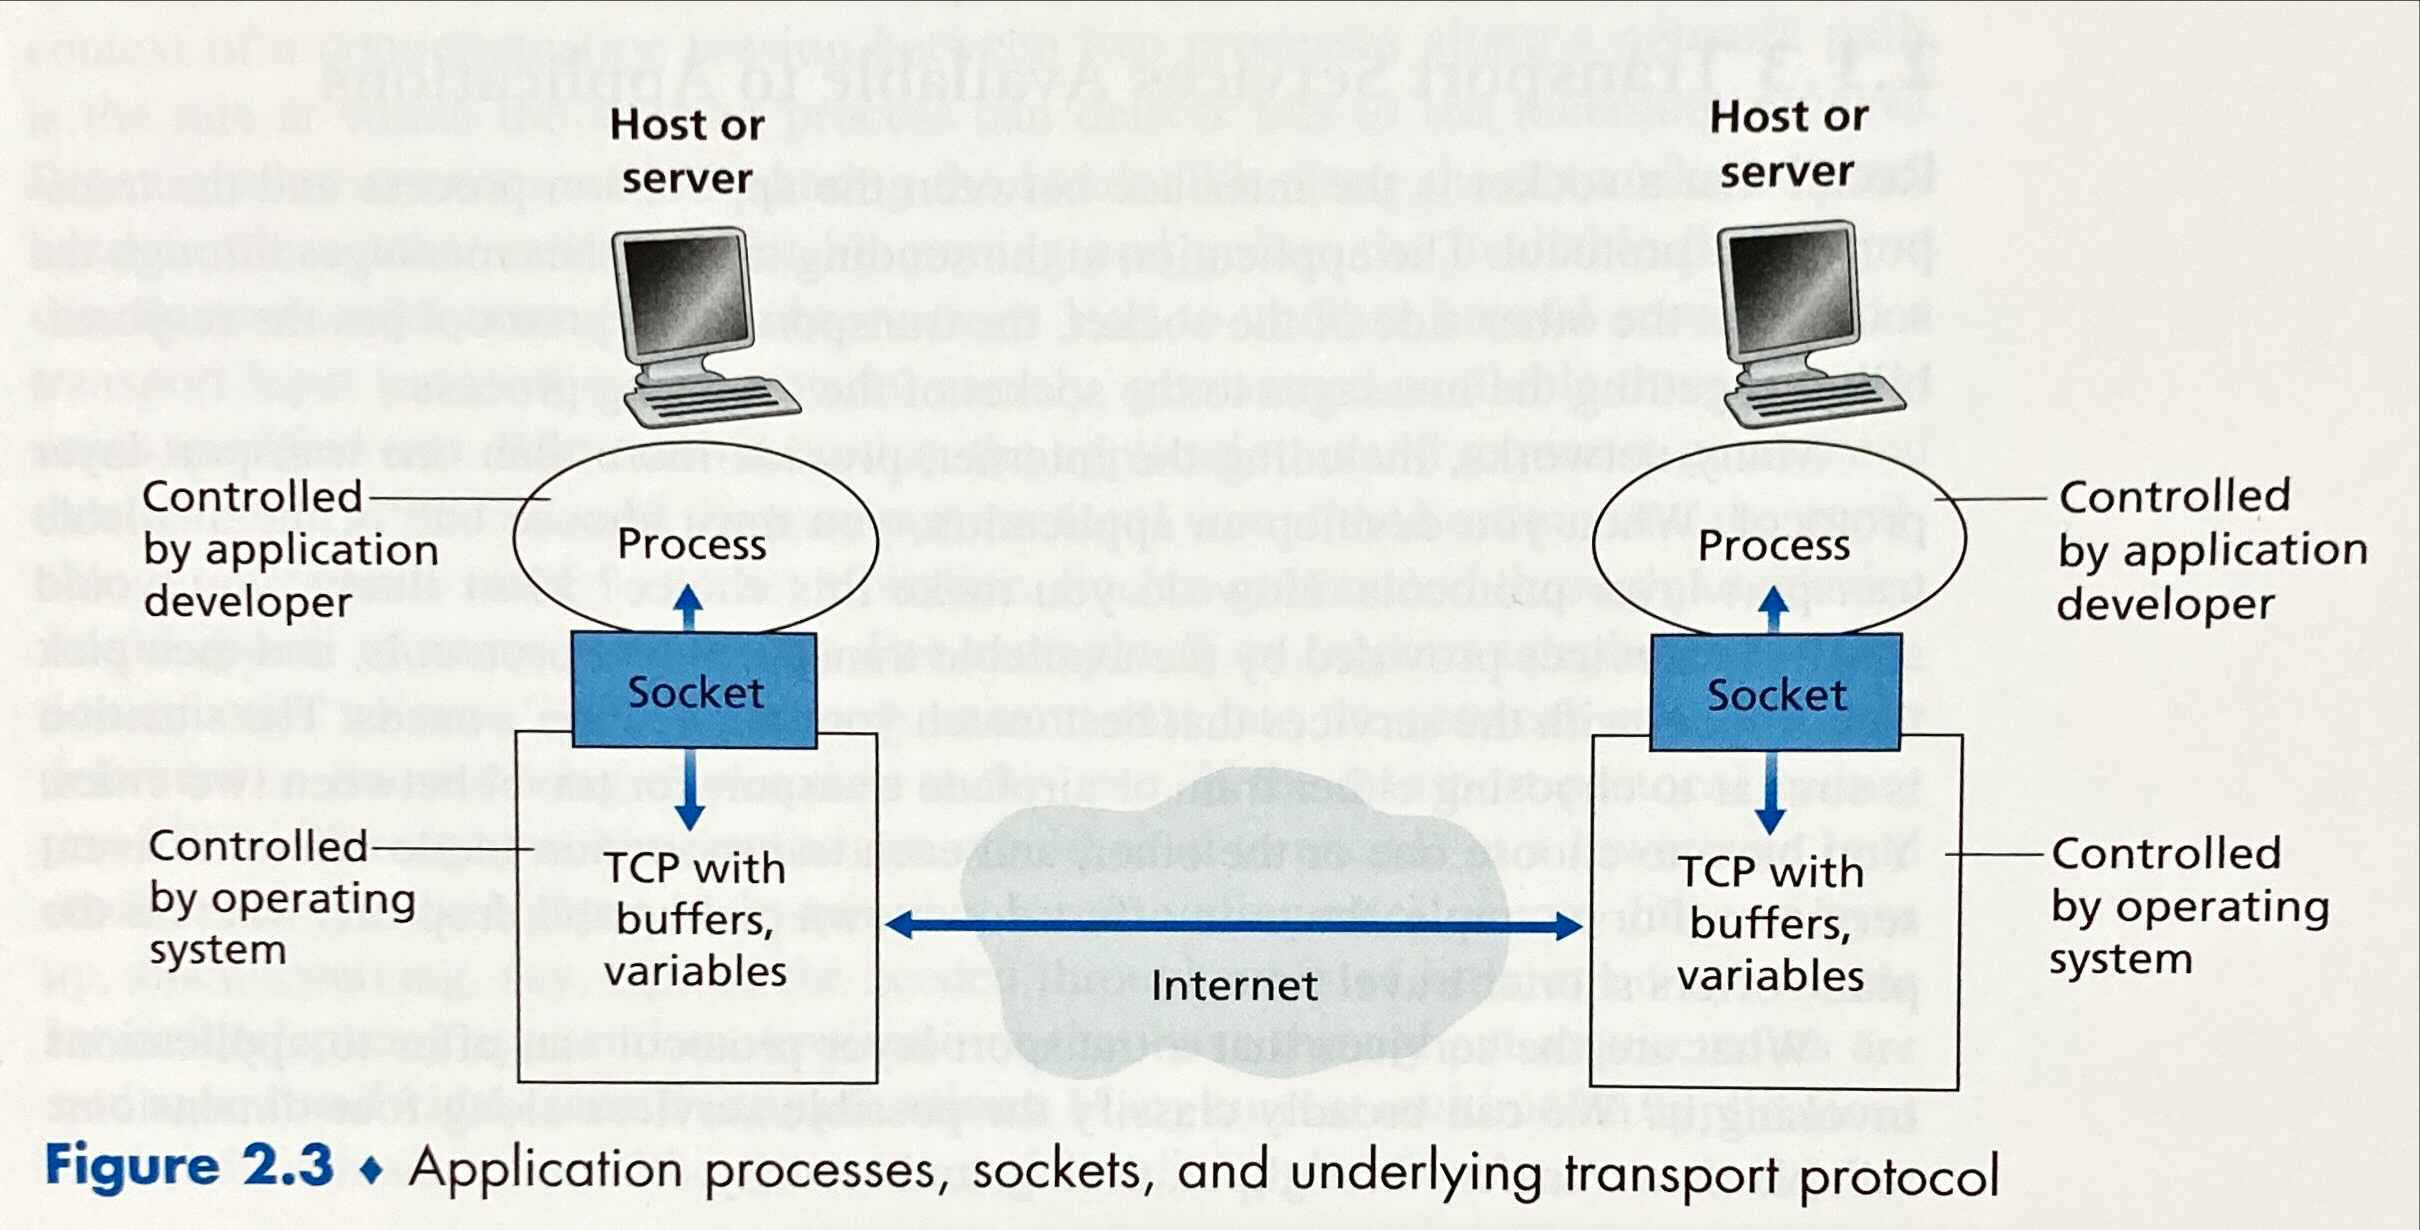 Host or
server
Host or
server
Controlled
by application
developer
Process
Process
Controlled
by application
developer
Socket
Socket
Controlled
by operating
system
TCP with
buffers,
variables
Internet
TCP with
buffers,
variables
Controlled
by operating
system
Figure 2.3 ♦ Application processes, sockets, and underlying transport protocol